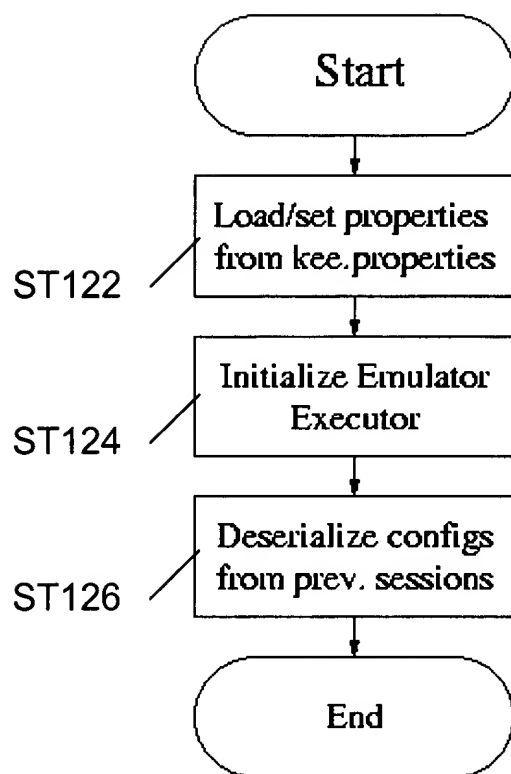 Start
Load/set properties
from kee.properties
ST122
Initialize Emulator
Executor
ST124
Deserialize configs
from prev. sessions
ST126
End